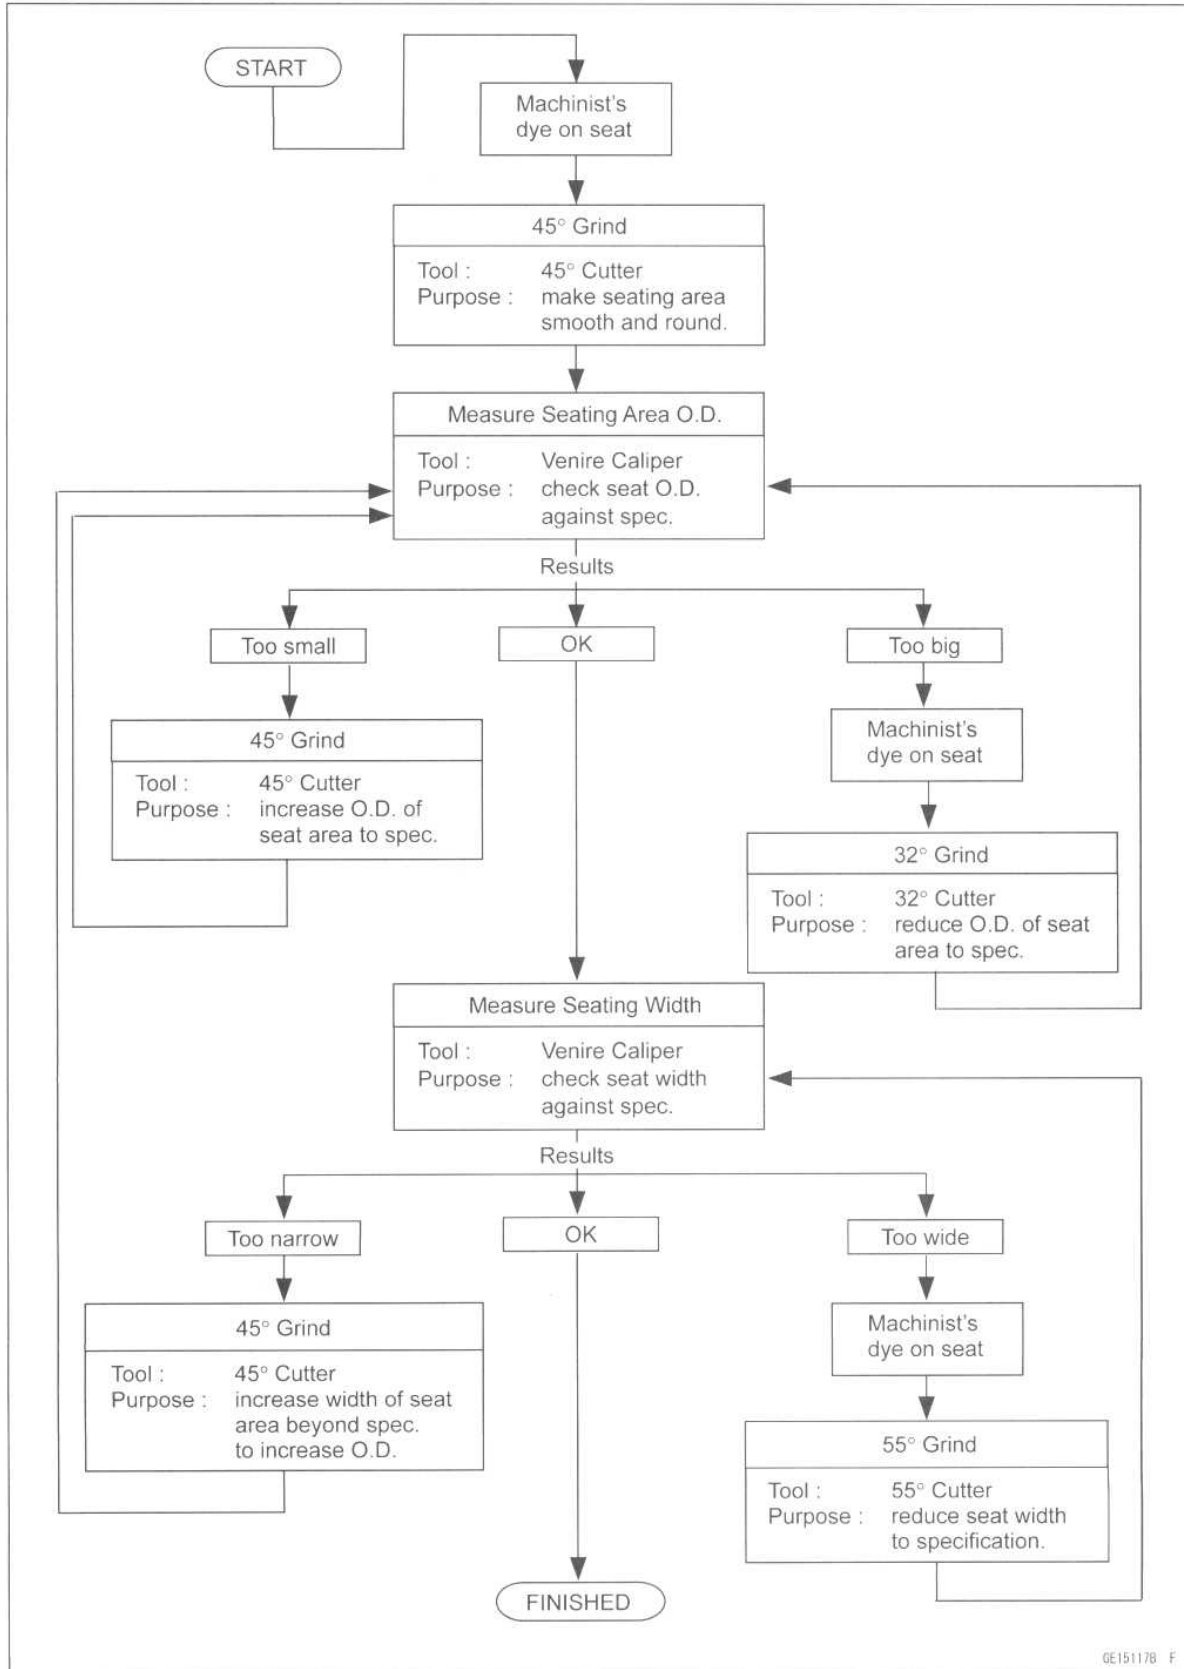 START
Machinist's
dye on seat
45° Grind
Tool : 45° Cutter
Purpose : make seating area
smooth and round.
Measure Seating Area O.D.
Tool : Venire Caliper
Purpose : check seat O.D.
against spec.
Results
Too small
OK
Too big
45° Grind
Tool : 45° Cutter
Purpose : increase O.D. of
seat area to spec.
Machinist's
dye on seat
32° Grind
Tool : 32° Cutter
Purpose : reduce O.D. of seat
area to spec.
Measure Seating Width
Tool : Venire Caliper
Purpose : check seat width
against spec.
Results
Too narrow
OK
Too wide
45° Grind
Tool : 45° Cutter
Purpose : increase width of seat
area beyond spec.
to increase O.D.
Machinist's
dye on seat
55° Grind
Tool : 55° Cutter
Purpose : reduce seat width
to specification.
FINISHED
GE15117B F